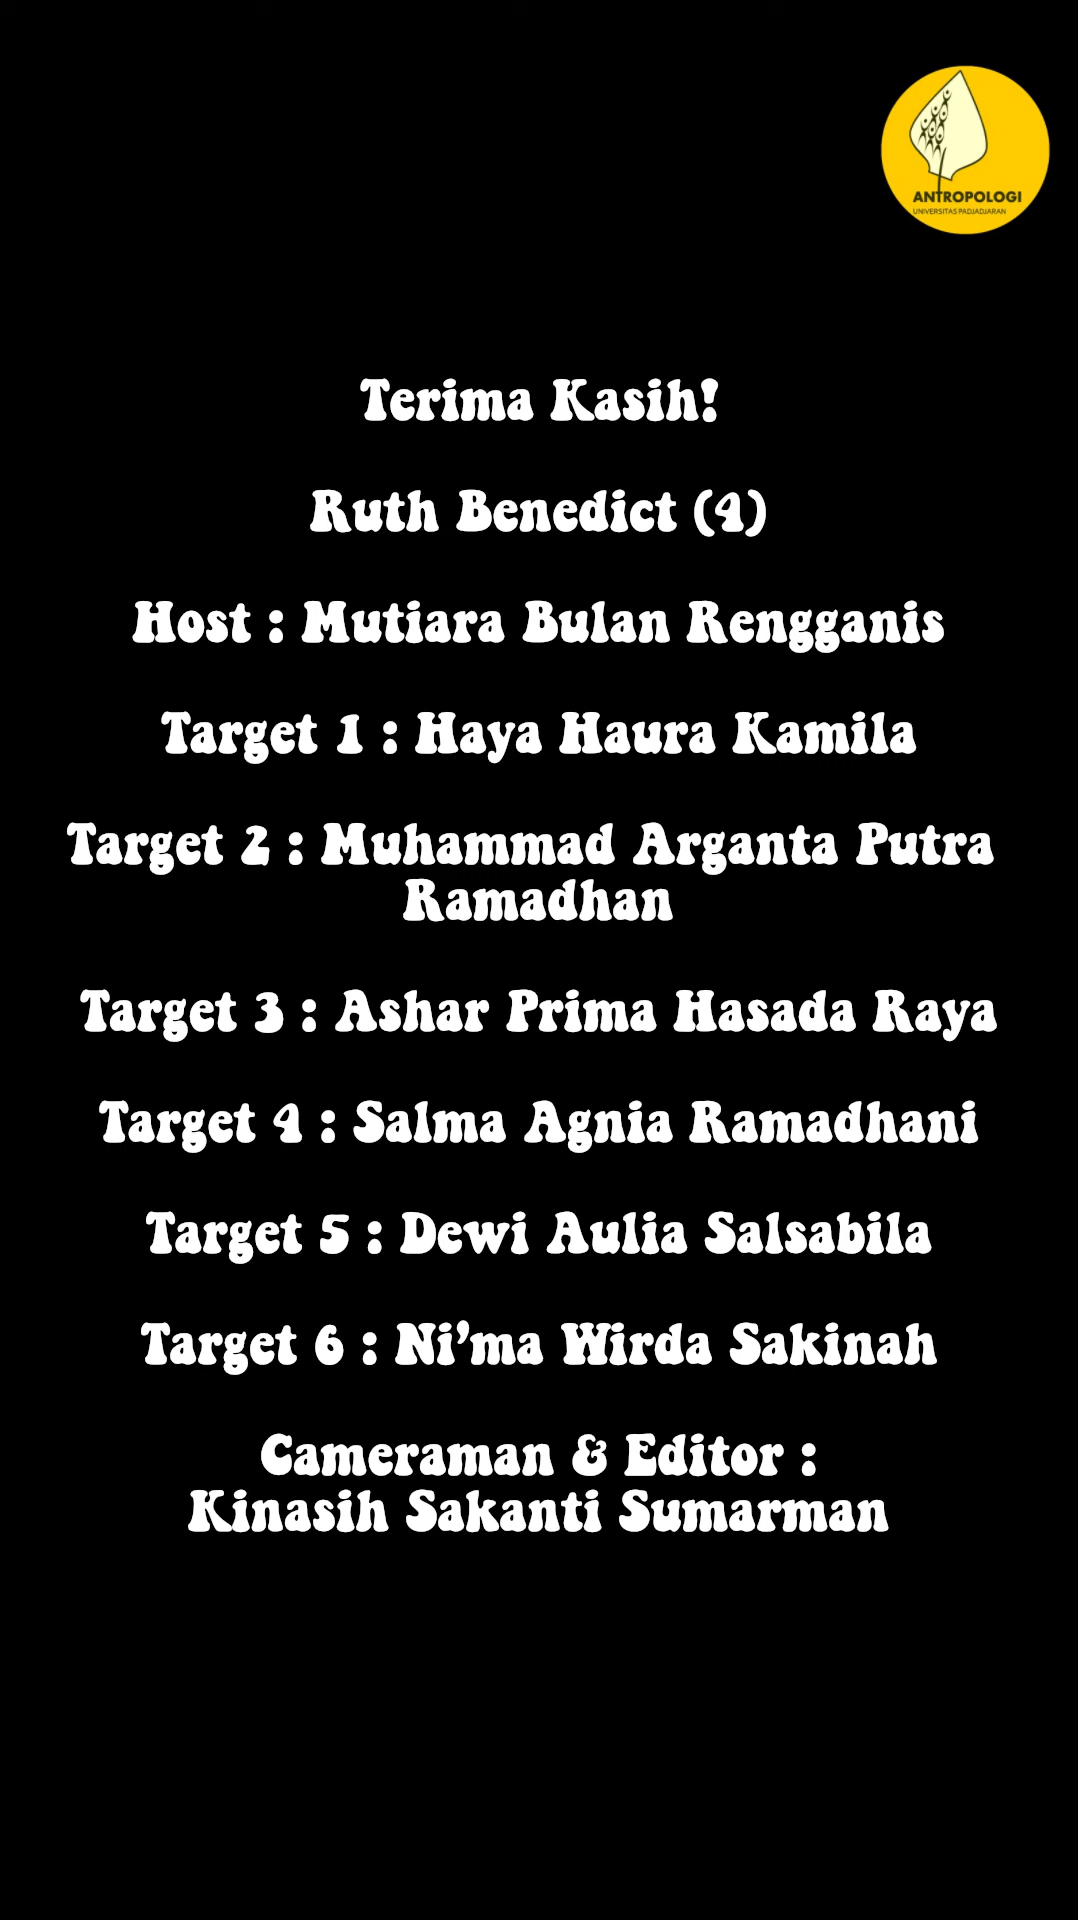 ANTROPOLOGI
UNIVERSITAS PADJADJARAN
Terima Kasih!
Ruth Benedict (4)
Host : Mutiara Bulan Rengganis
Target 1 : Haya Haura Kamila
Target 2 : Muhammad Arganta Putra
Ramadhan
Target 3 : Ashar Prima Hasada Raya
Target 4 : Salma Agnia Ramadhani
Target 5 : Dewi Aulia Salsabila
Target 6 : Ni’ma Wirda Sakinah
Cameraman & Editor :
Kinasih Sakanti Sumarman